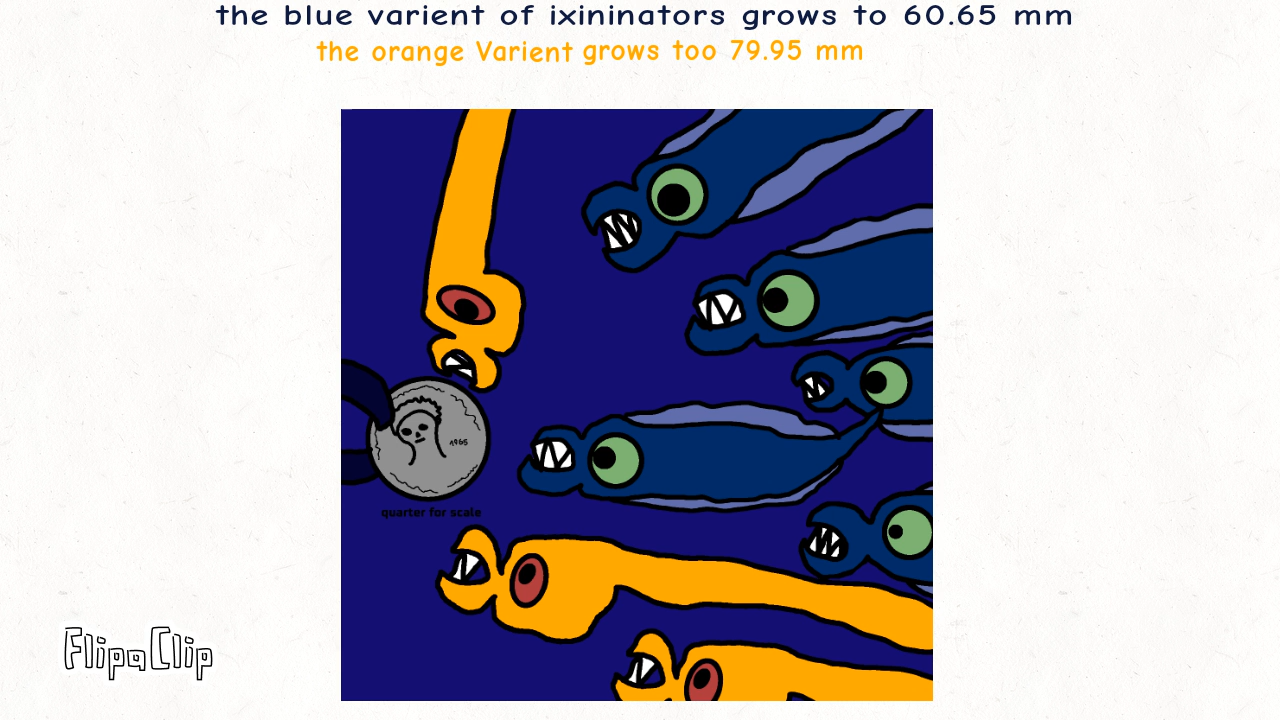 the blue varient of ixininators grows to 60.65 mm
the orange Varient grows too 79.95 mm
1965
quarter for scale
FlipaClip